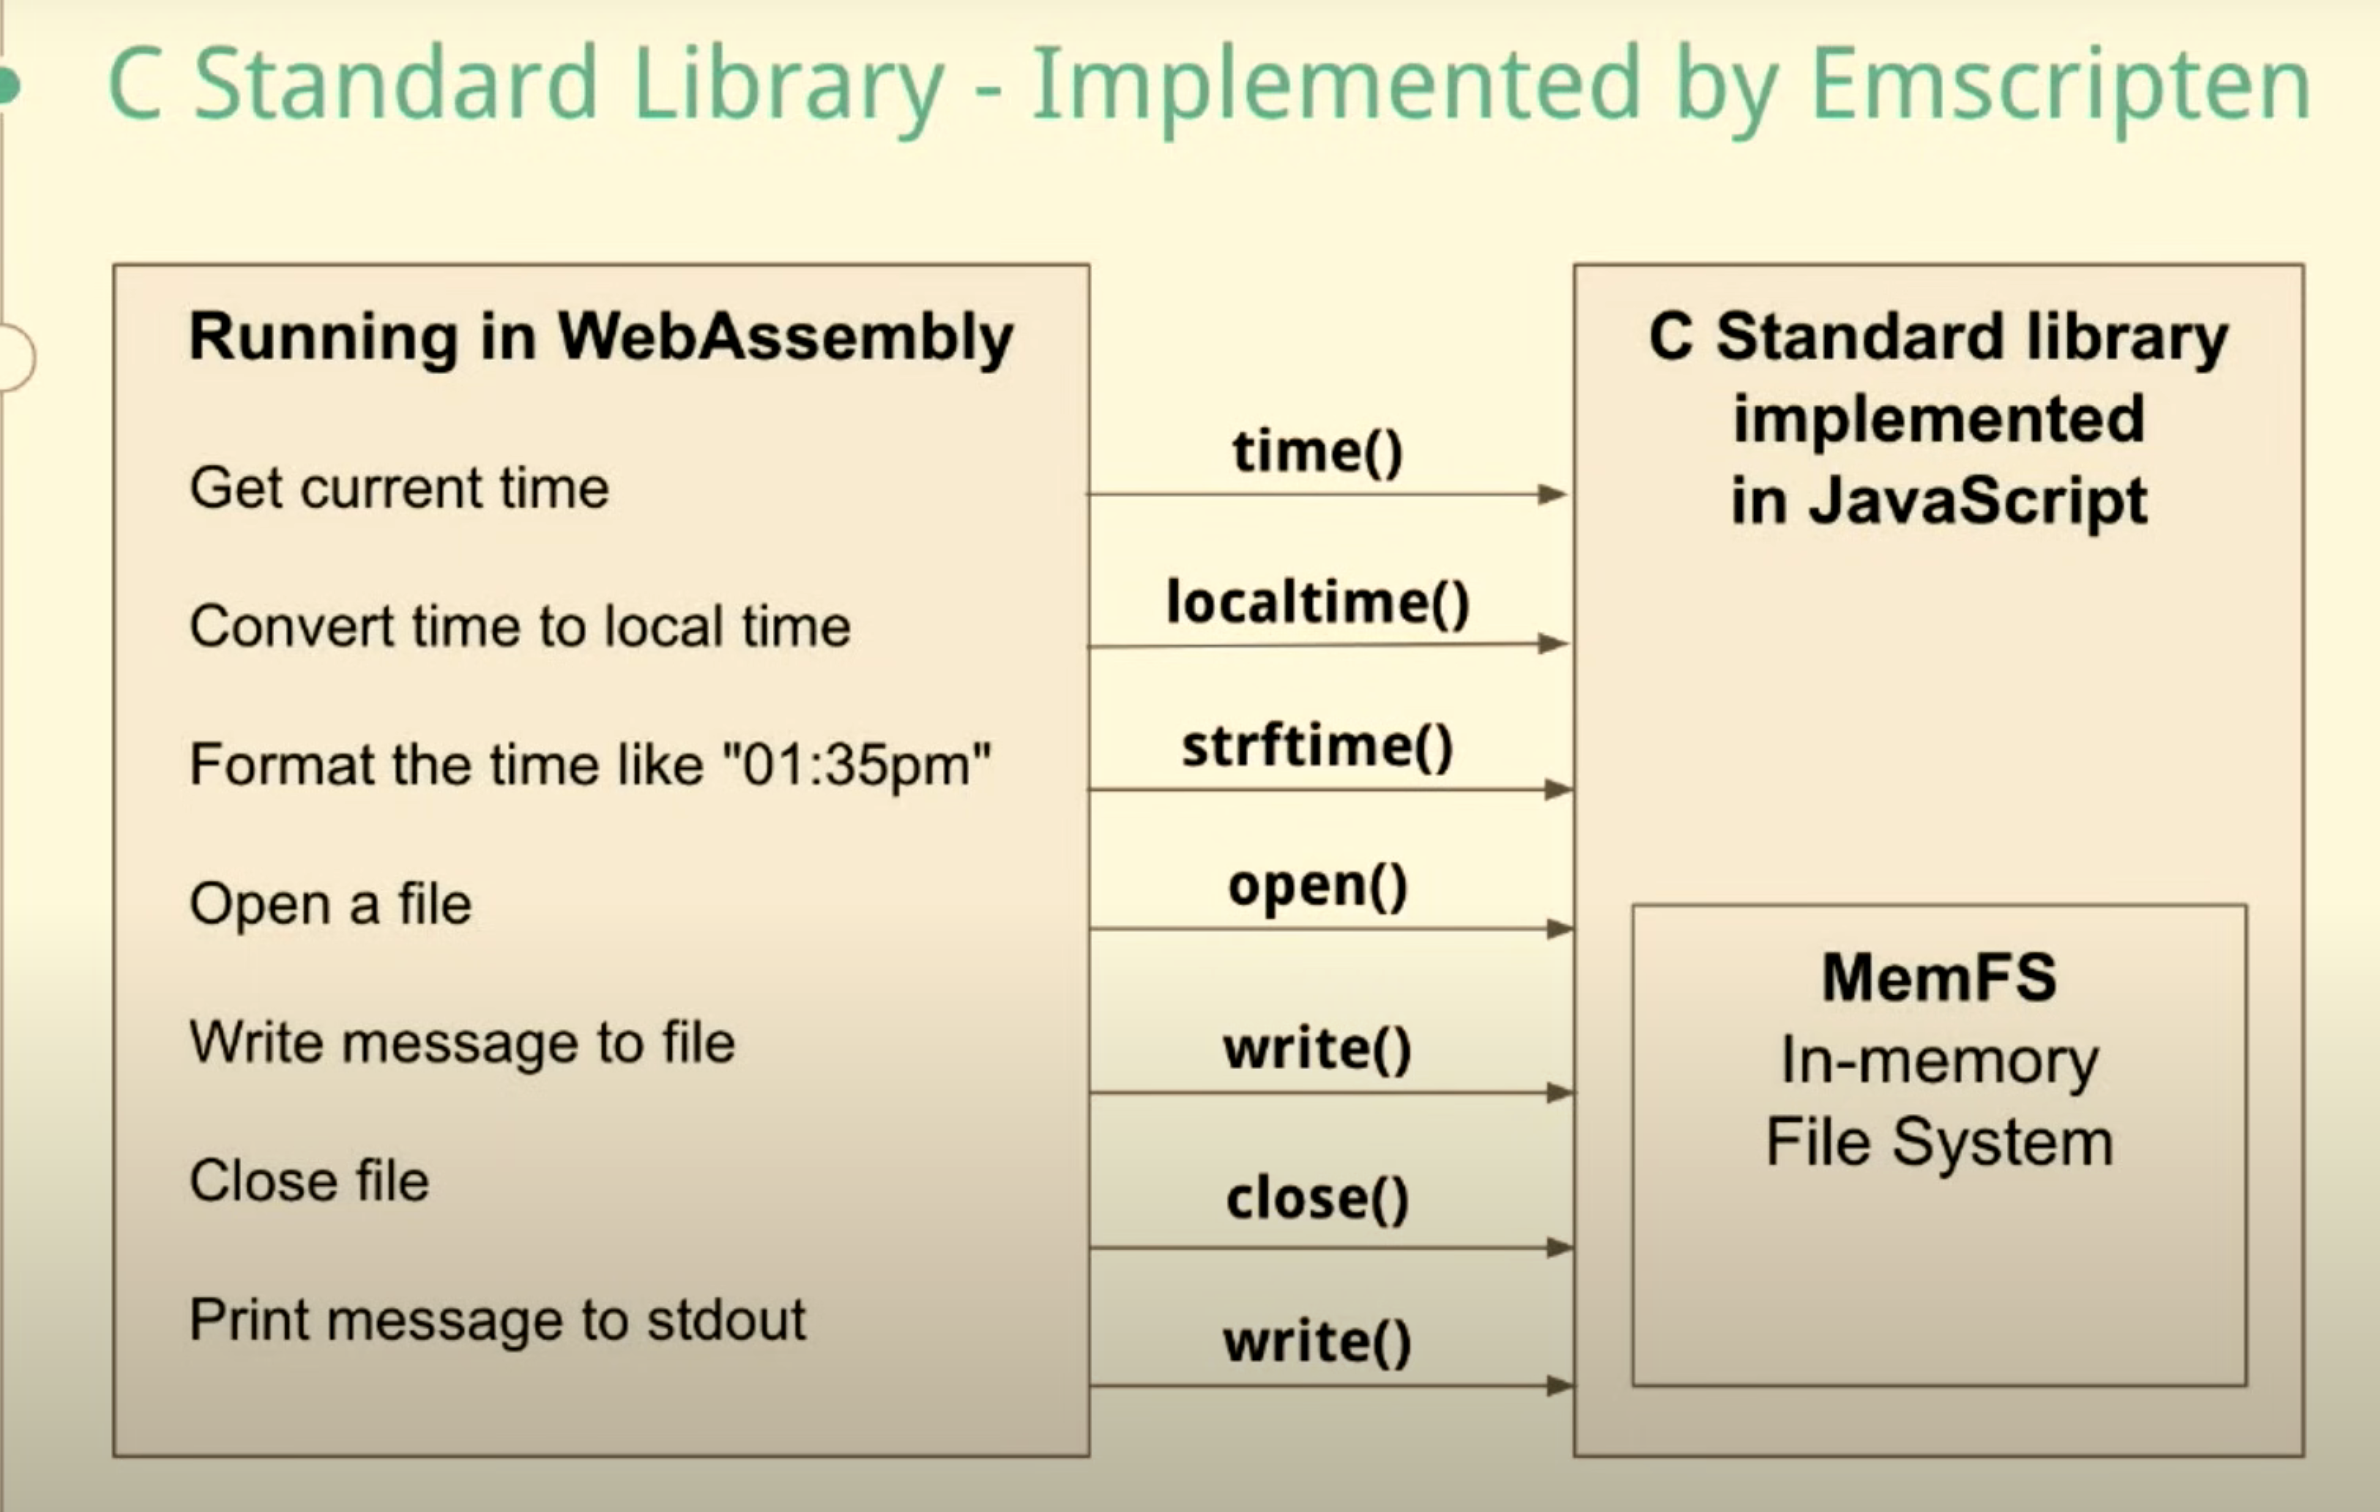 C Standard Library - Implemented by Emscripten
Running in WebAssembly
Get current time
Convert time to local time
Format the time like "01:35pm"
Open a file
Write message to file
Close file
Print message to stdout
time()
localtime()
strftime()
open()
write()
close()
write()
C Standard library
implemented
in JavaScript
MemFS
In-memory
File System